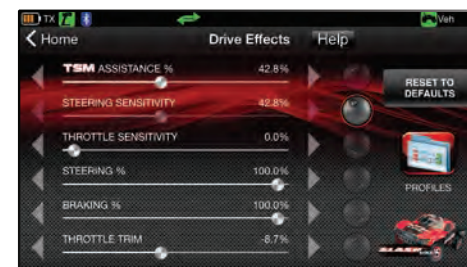 TX Veh
Home Drive Effects Help
TSM ASSISTANCE % 42.8%
RESET TO
DEFAULTS
STEERING SENSITIVITY 42.8%
THROTTLE SENSITIVITY 0.0%
STEERING % 100.0%
PROFILES
BRAKING % 100.0%
THROTTLE TRIM -8.7%
SLASH